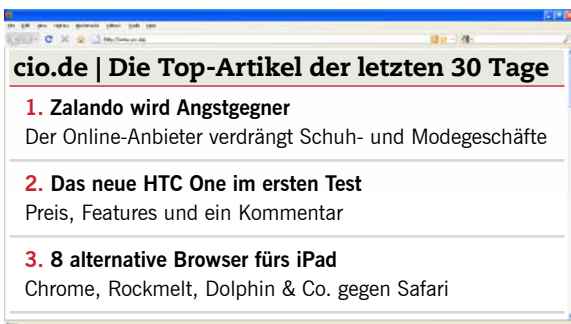 cio.de | Die Top-Artikel der letzten 30 Tage
1. Zalando wird Angstgegner
Der Online-Anbieter verdrängt Schuh- und Modegeschäfte
2. Das neue HTC One im ersten Test
Preis, Features und ein Kommentar
3. 8 alternative Browser fürs iPad
Chrome, Rockmelt, Dolphin & Co. gegen Safari